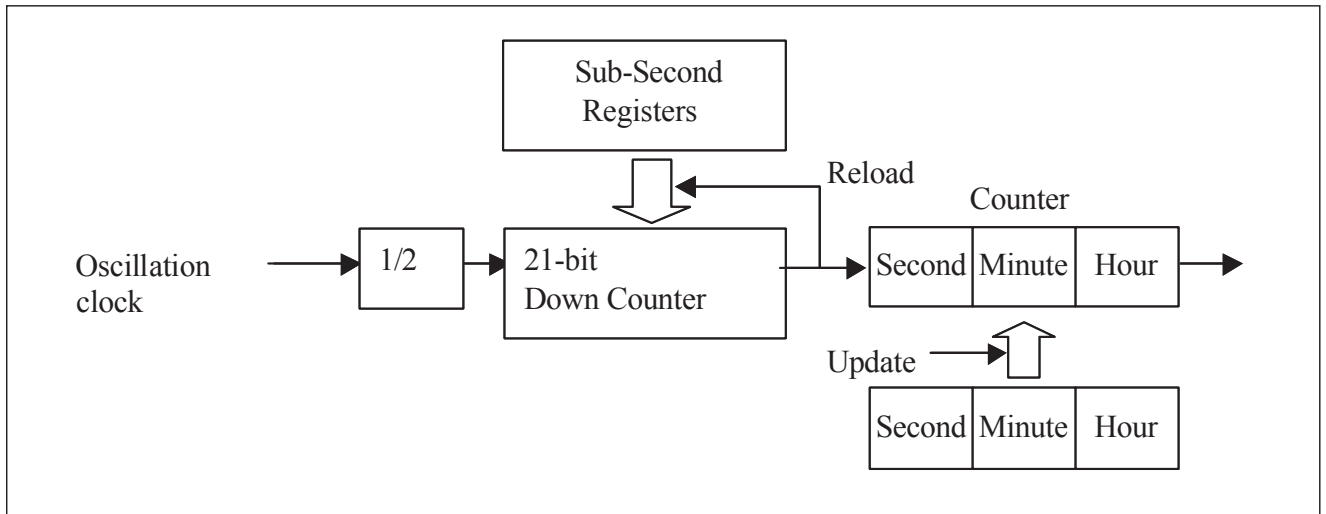 Sub-Second
Registers
Reload
Counter
Oscillation
clock
1/2
21-bit
Down Counter
Second Minute Hour
Update
Second Minute Hour